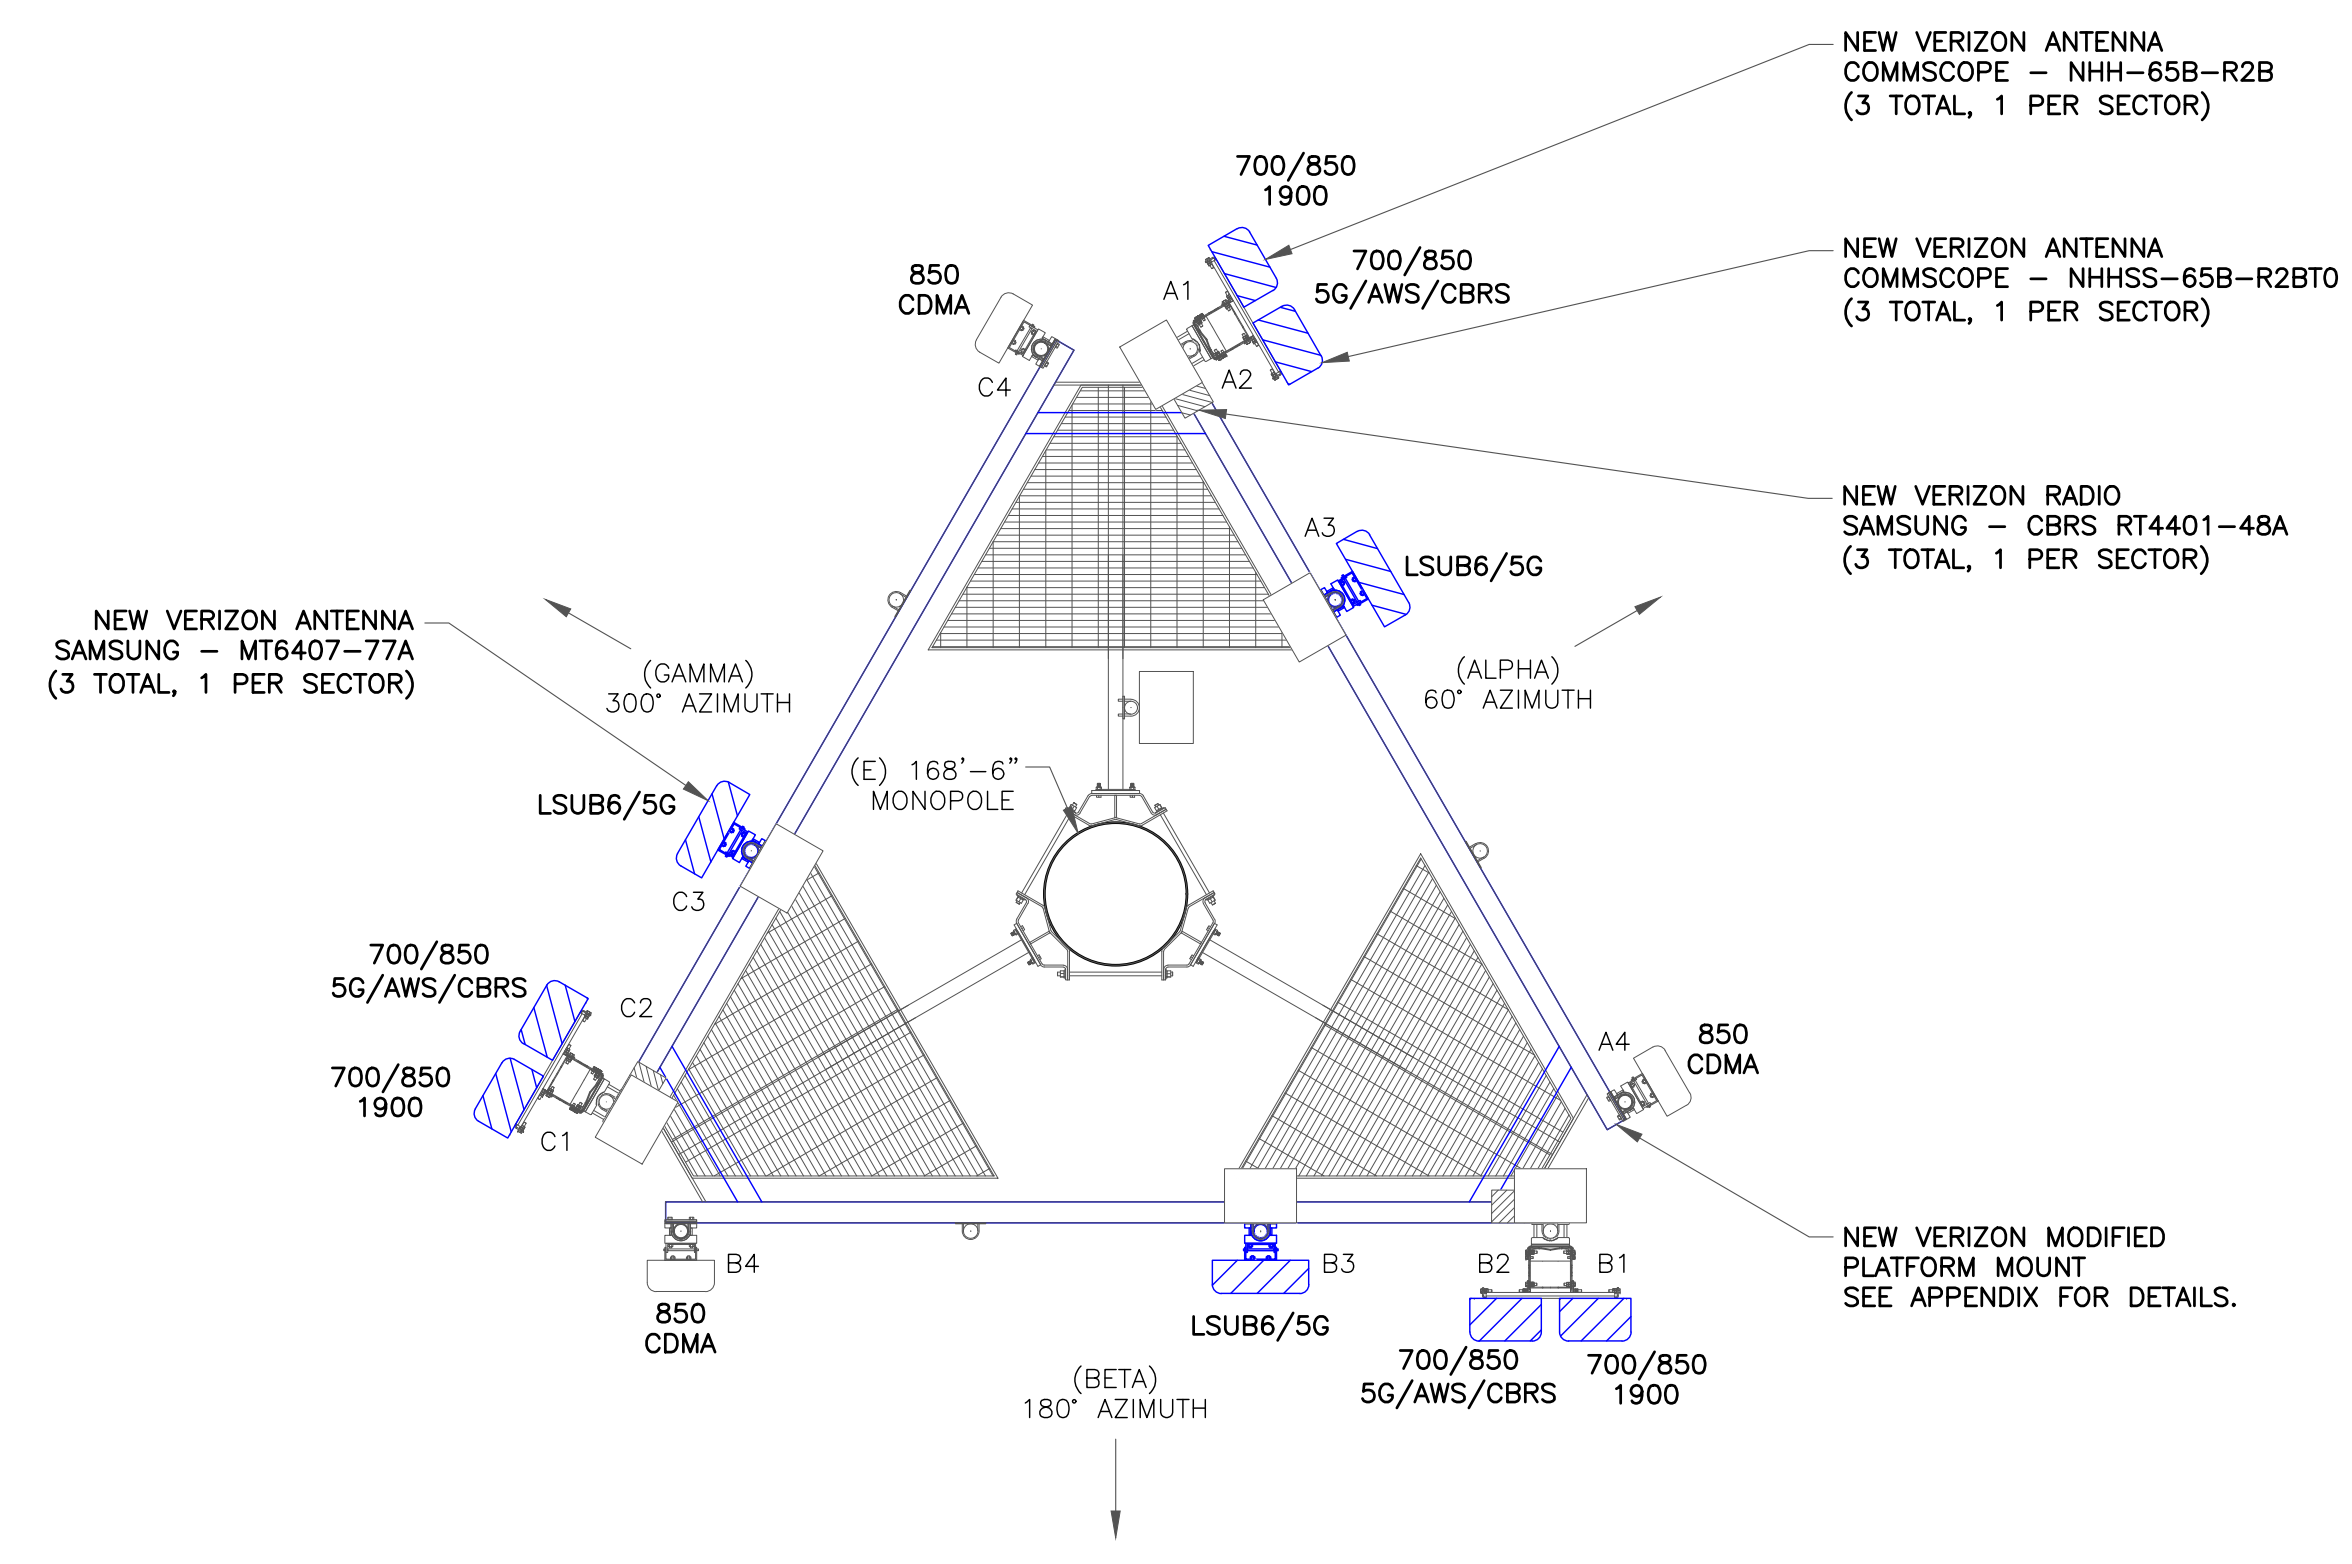 NEW VERIZON ANTENNA
COMMSCOPE - NHH-65B-R2B
(3 TOTAL, 1 PER SECTOR)
700/850
1900
NEW VERIZON ANTENNA
COMMSCOPE - NHHSS-65B-R2BT0
(3 TOTAL, 1 PER SECTOR)
700/850
5G/AWS/CBRS
850
CDMA
A1
C4
A2
NEW VERIZON RADIO
SAMSUNG - CBRS RT4401-48A
(3 TOTAL, 1 PER SECTOR)
A3
LSUB6/5G
NEW VERIZON ANTENNA
SAMSUNG - MT6407-77A
(3 TOTAL, 1 PER SECTOR)
(GAMMA)
300° AZIMUTH
(ALPHA)
60° AZIMUTH
(E) 168'-6"
MONOPOLE
LSUB6/5G
C3
700/850
5G/AWS/CBRS
C2
700/850
1900
C1
A4
850
CDMA
B4
850
CDMA
B3
LSUB6/5G
B2
B1
700/850
5G/AWS/CBRS
700/850
1900
NEW VERIZON MODIFIED
PLATFORM MOUNT
SEE APPENDIX FOR DETAILS.
(BETA)
180° AZIMUTH